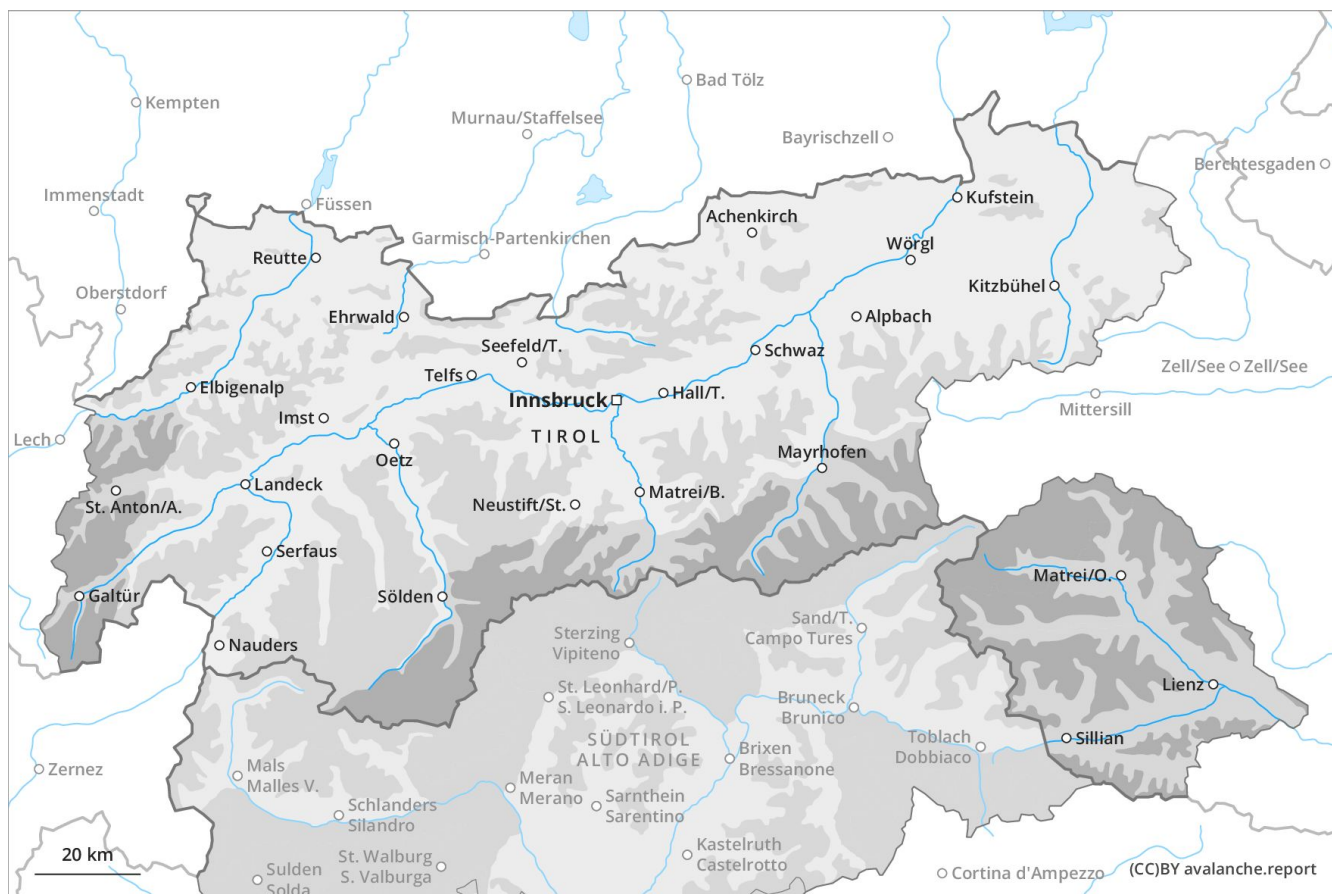 Kempten
Bad Tölz
Murnau/Staffelsee
Bayrischzell
Berchtesgaden
Immenstadt
Füssen
Kufstein
Achenkirch
Garmisch-Partenkirchen
Wörgl
Reutte
Oberstdorf
Kitzbühel
Ehrwald
Alpbach
Seefeld/T.
Schwaz
Telfs
Zell/See
Zell/See
Elbigenalp
Innsbruck
Hall/T.
Mittersill
Imst
Lech
TIROL
Oetz
Mayrhofen
Landeck
St. Anton/A.
Neustift/St.
Matrei/B.
Serfaus
Matrei/O.
Galtür
Sölden
Sand/T.
Campo Tures
Sterzing
Vipiteno
Nauders
Lienz
St. Leonhard/P.
S. Leonardo i. P.
Bruneck
Brunico
SÜDTIROL
ALTO ADIGE
Toblach
Dobbiaco
Sillian
Brixen
Bressanone
Zernez
Mals
Malles V.
Meran
Merano
Sarnthein
Sarentino
Schlanders
Silandro
20 km
St. Walburg
S. Valburga
Kastelruth
Castelrotto
Sulden
Solda
Cortina d'Ampezzo
(CC)BY avalanche.report